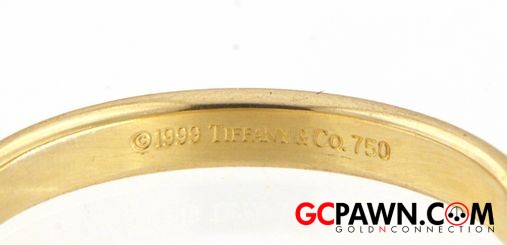 ©1999 TIFFANY & CO. 750
GCPAWN.COM
GOLDNCONNECTION